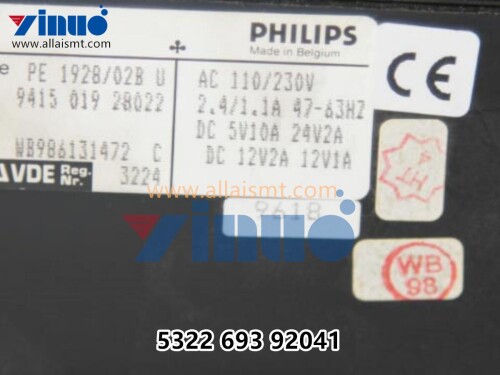 Yinuo
www.allaismt.com
PHILIPS
Made in Belgium
e PE 1928/02B U
9415 019 28022
WB986131472 C
VDE Reg-Nr. 3224
AC 110/230V
2.4/1.1A 47-63HZ
DC 5V10A 24V2A
DC 12V2A 12V1A
CE
www.allaismt.com
9618
Yinuo
WB
98
5322 693 92041